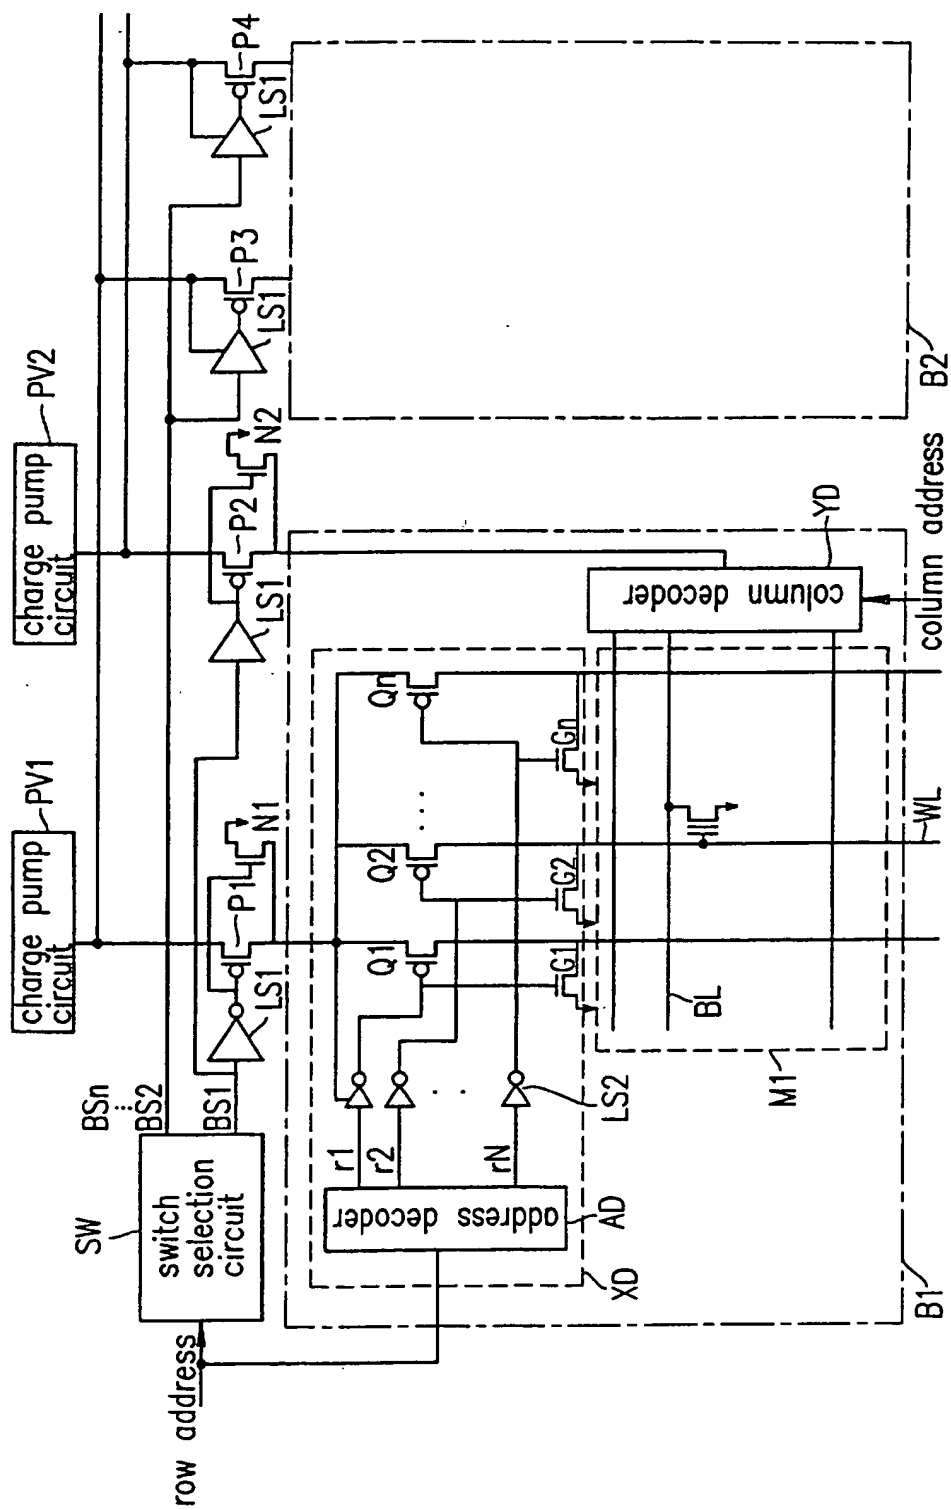 PV1
charge pump
circuit
PV2
charge pump
circuit
BSn
BS2
BS1
SW
switch
selection
circuit
row address
LS1
P1
N1
LS1
P2
N2
LS1
P3
LS1
P4
r1
r2
rN
address decoder
AD
LS2
XD
Q1
Q2
Qn
G1
G2
Gn
BL
WL
M1
column decoder
YD
column address
B1
B2